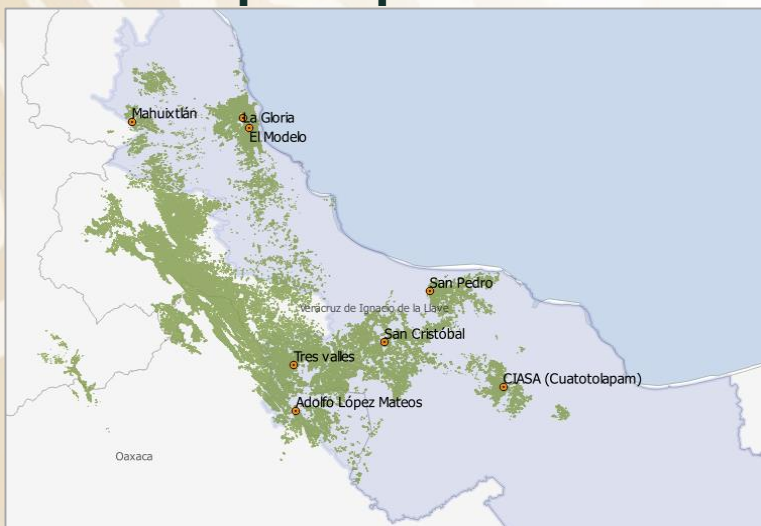 Mahuixtlán
La Gloria
El Modelo
San Pedro
Veracruz de Ignacio de la Llave
San Cristóbal
Tres valles
CIASA (Cuatotolapam)
Adolfo López Mateos
Oaxaca